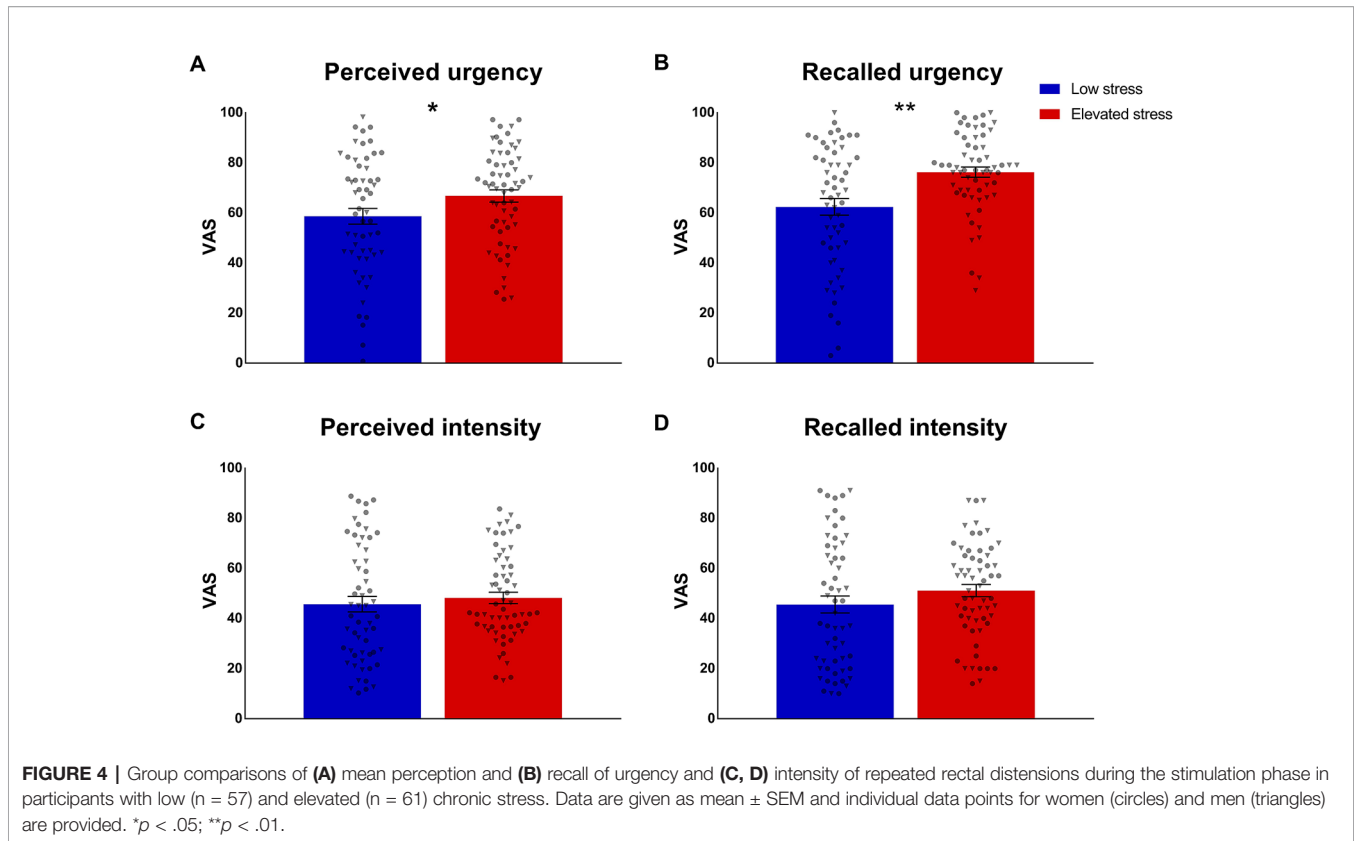 A
Perceived urgency
*
VAS
100
80
60
40
20
0
B
Recalled urgency
**
VAS
100
80
60
40
20
0
Low stress
Elevated stress
C
Perceived intensity
VAS
100
80
60
40
20
0
D
Recalled intensity
VAS
100
80
60
40
20
0
FIGURE 4 | Group comparisons of (A) mean perception and (B) recall of urgency and (C, D) intensity of repeated rectal distensions during the stimulation phase in
participants with low (n = 57) and elevated (n = 61) chronic stress. Data are given as mean ± SEM and individual data points for women (circles) and men (triangles)
are provided. *p < .05; **p < .01.